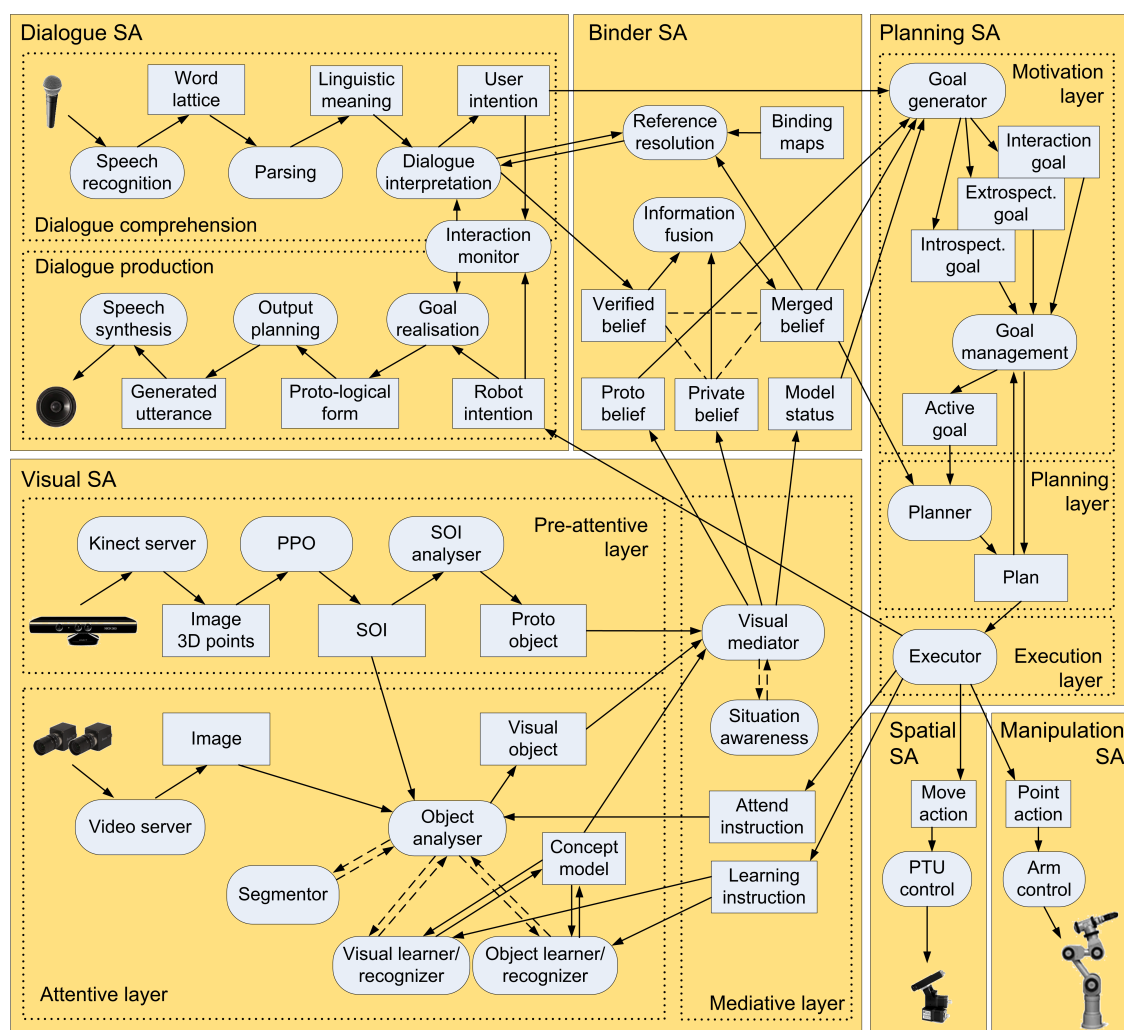 Dialogue SA
Word
lattice
Linguistic
meaning
User
intention
Speech
recognition
Parsing
Dialogue
interpretation
Dialogue comprehension
Interaction
monitor
Dialogue production
Speech
synthesis
Output
planning
Goal
realisation
Generated
utterance
Proto-logical
form
Robot
intention
Binder SA
Reference
resolution
Binding
maps
Information
fusion
Verified
belief
Merged
belief
Proto
belief
Private
belief
Model
status
Planning SA
Goal
generator
Motivation
layer
Interaction
goal
Extrospect.
goal
Introspect.
goal
Goal
management
Active
goal
Planning
layer
Planner
Plan
Executor
Execution
layer
Visual SA
Pre-attentive
layer
Kinect server
PPO
SOI
analyser
Image
3D points
SOI
Proto
object
Visual
mediator
Situation
awareness
Image
Visual
object
Video server
Object
analyser
Attend
instruction
Concept
model
Learning
instruction
Segmentor
Visual learner/
recognizer
Object learner/
recognizer
Attentive layer
Mediative layer
Spatial
SA
Move
action
PTU
control
Manipulation
SA
Point
action
Arm
control